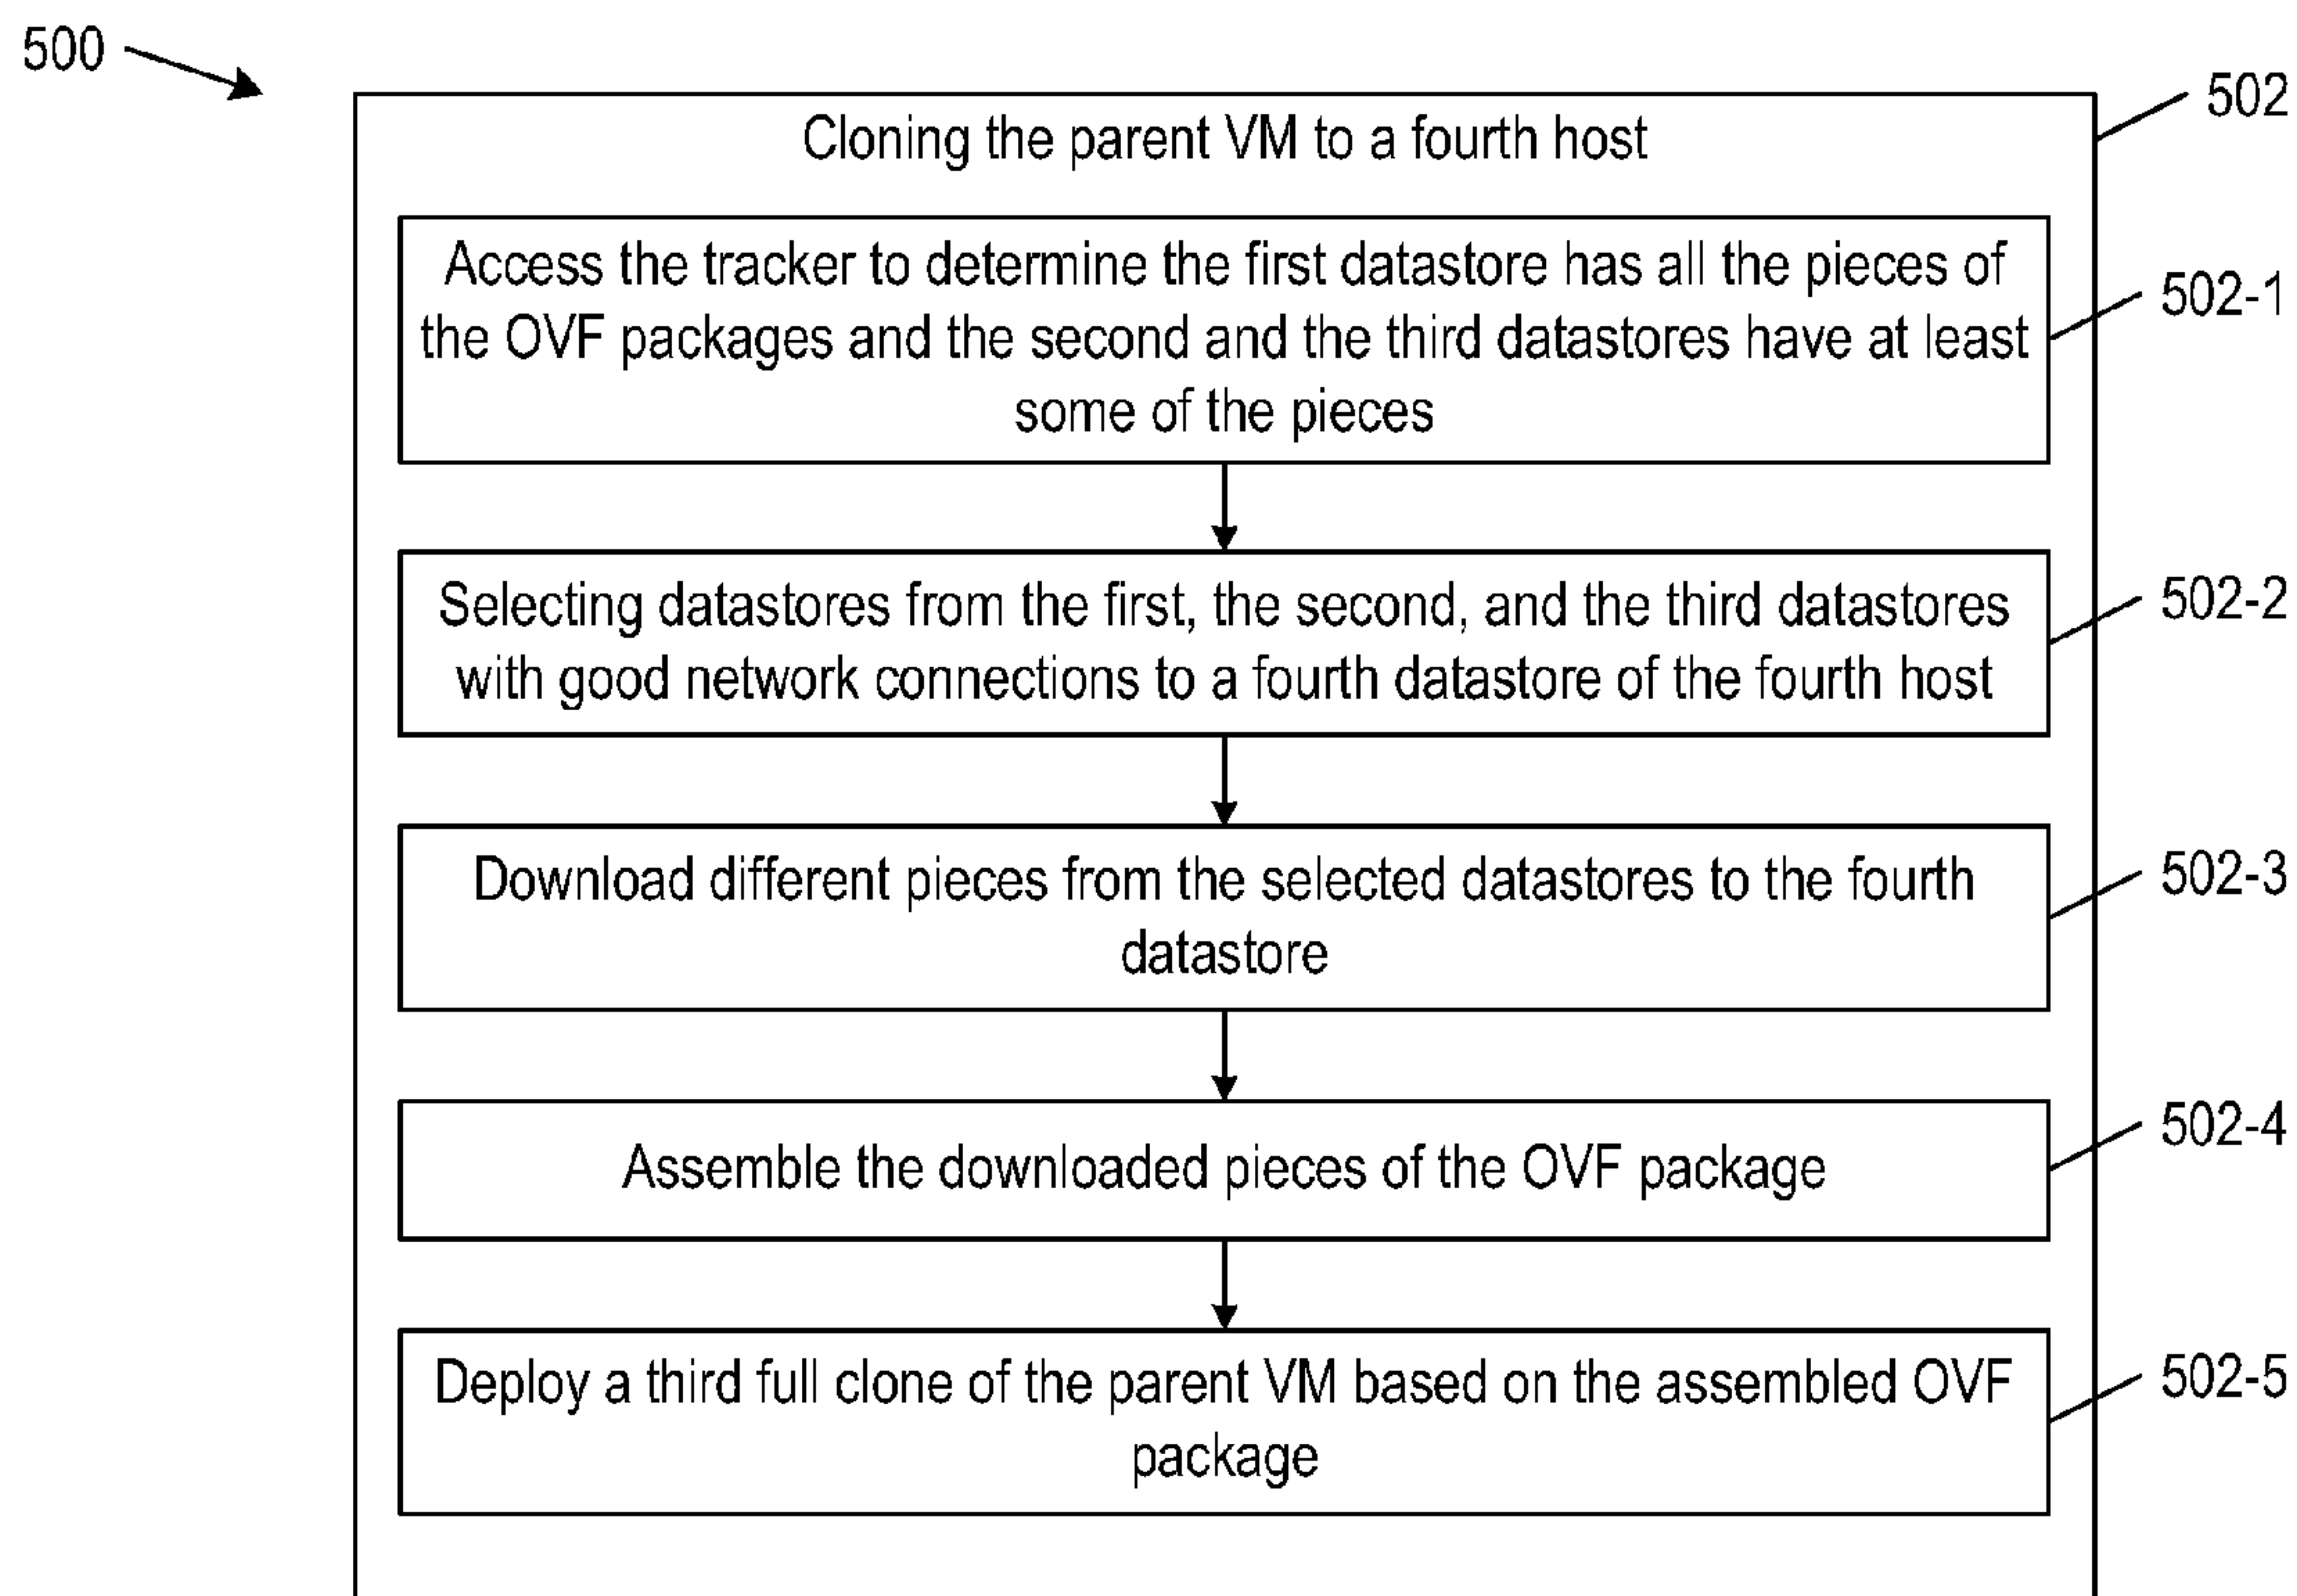 500
502
Cloning the parent VM to a fourth host
Access the tracker to determine the first datastore has all the pieces of
the OVF packages and the second and the third datastores have at least
some of the pieces
502-1
Selecting datastores from the first, the second, and the third datastores
with good network connections to a fourth datastore of the fourth host
502-2
Download different pieces from the selected datastores to the fourth
datastore
502-3
Assemble the downloaded pieces of the OVF package
502-4
Deploy a third full clone of the parent VM based on the assembled OVF
package
502-5